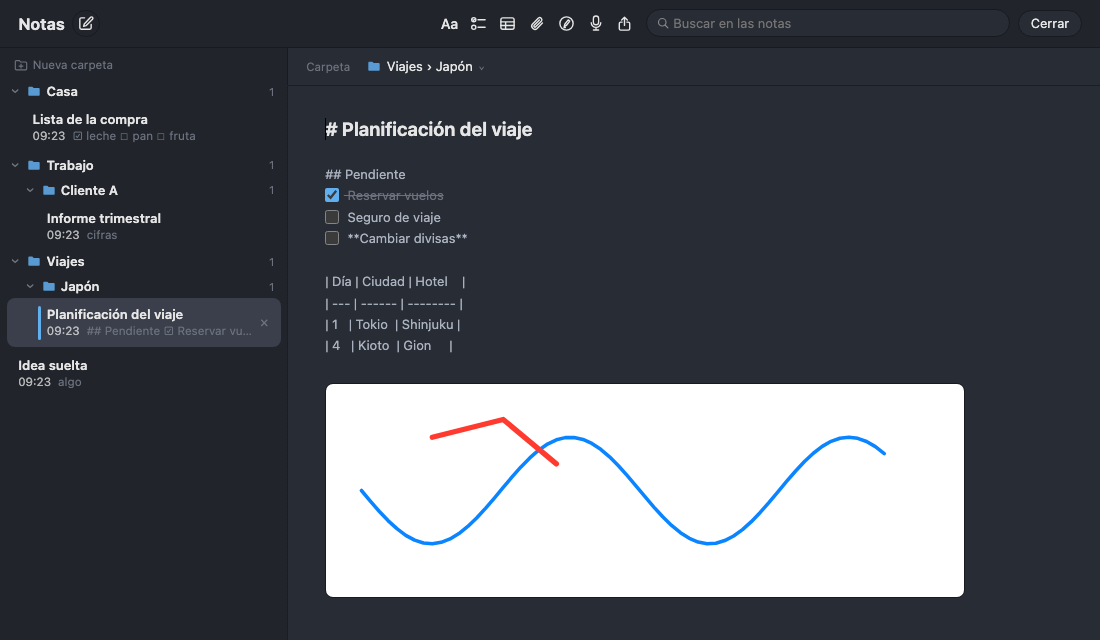 Notas
Aa
Buscar en las notas
Cerrar
Nueva carpeta
Casa 1
Lista de la compra
09:23 ☑ leche ☐ pan ☐ fruta
Trabajo 1
Cliente A 1
Informe trimestral
09:23 cifras
Viajes 1
Japón 1
Planificación del viaje
09:23 ## Pendiente ☑ Reservar vu...
Idea suelta
09:23 algo
Carpeta Viajes › Japón
# Planificación del viaje
## Pendiente
Reservar vuelos
Seguro de viaje
**Cambiar divisas**
| Día | Ciudad | Hotel    |
| --- | ------ | -------- |
| 1   | Tokio  | Shinjuku |
| 4   | Kioto  | Gion     |